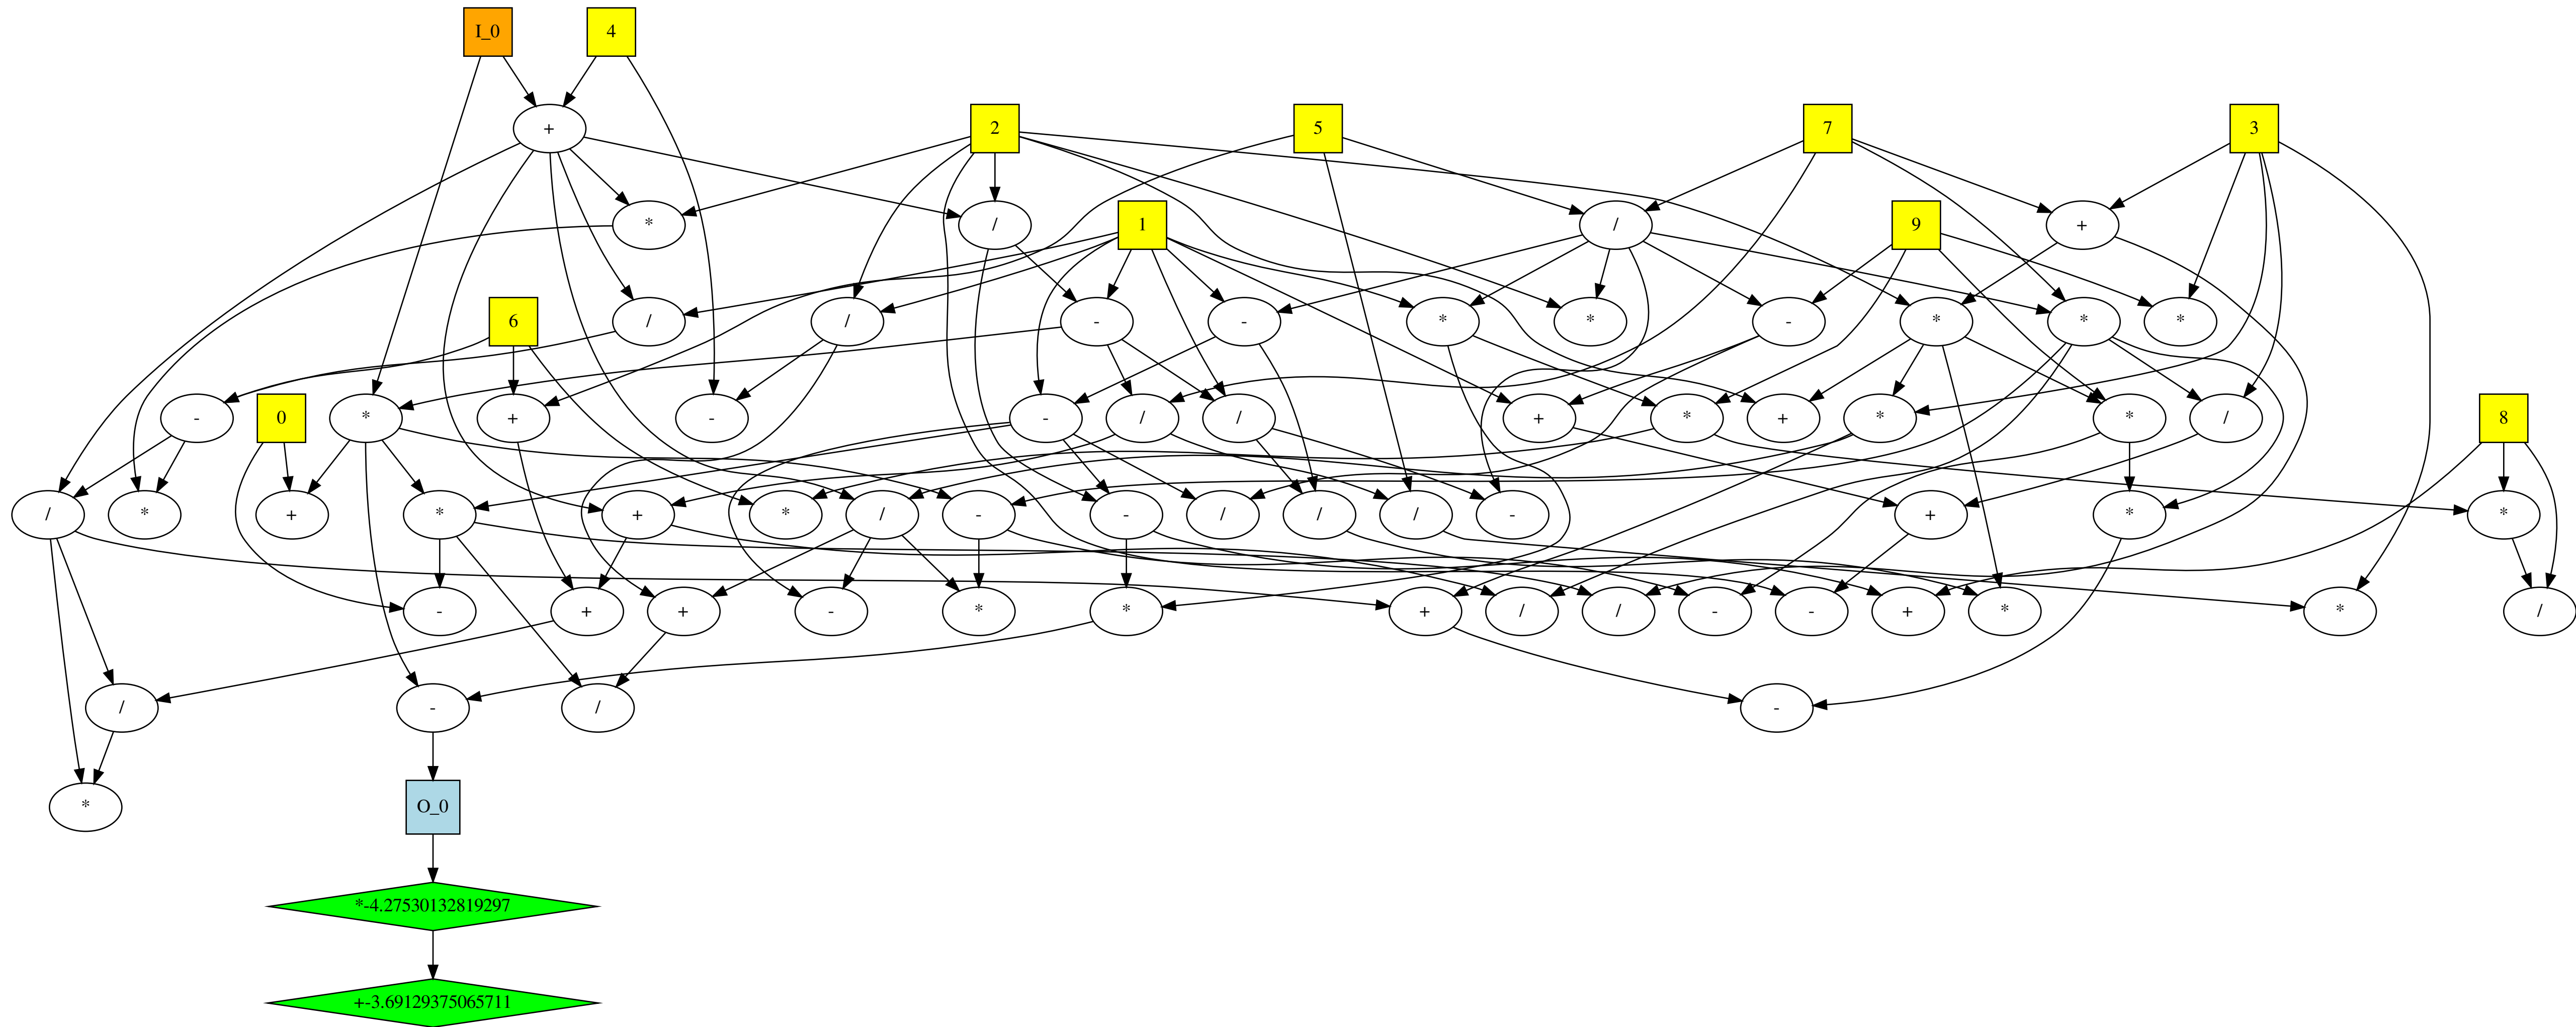 I_0 4
+ 2 5 7 3
* / 1 / 9 +
6 / / - - * * - * * *
- 0 * + - - / / + * + * * / 8
/ * + * + * / - - / / / - + * *
- + + - * * + / / - - + * * /
/ - / -
* O_0
*-4.27530132819297
+-3.69129375065711